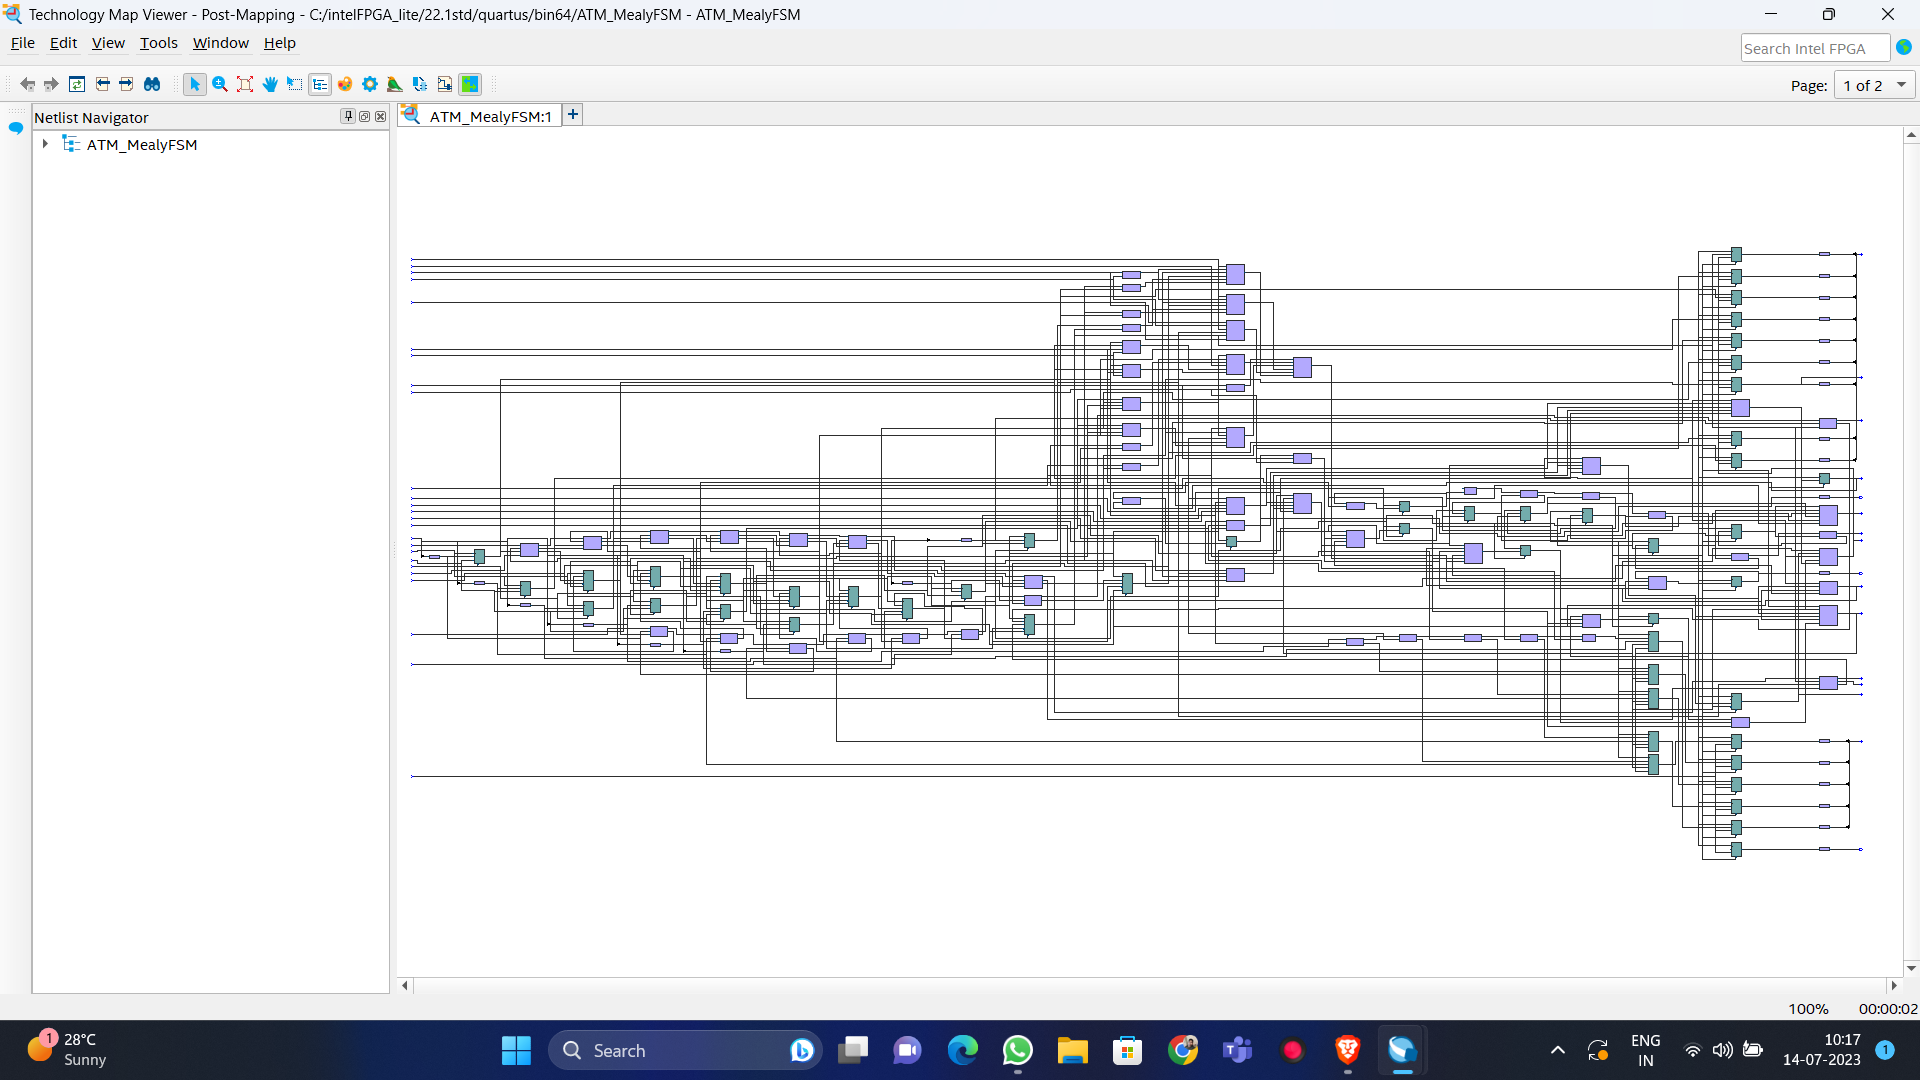 Technology Map Viewer - Post-Mapping - C:/intelFPGA_lite/22.1std/quartus/bin64/ATM_MealyFSM - ATM_MealyFSM
File Edit View Tools Window Help
Search Intel FPGA
Page: 1 of 2
Netlist Navigator
ATM_MealyFSM:1
ATM_MealyFSM
100% 00:00:02
1
28°C
Sunny
Search
ENG
IN
10:17
14-07-2023
1